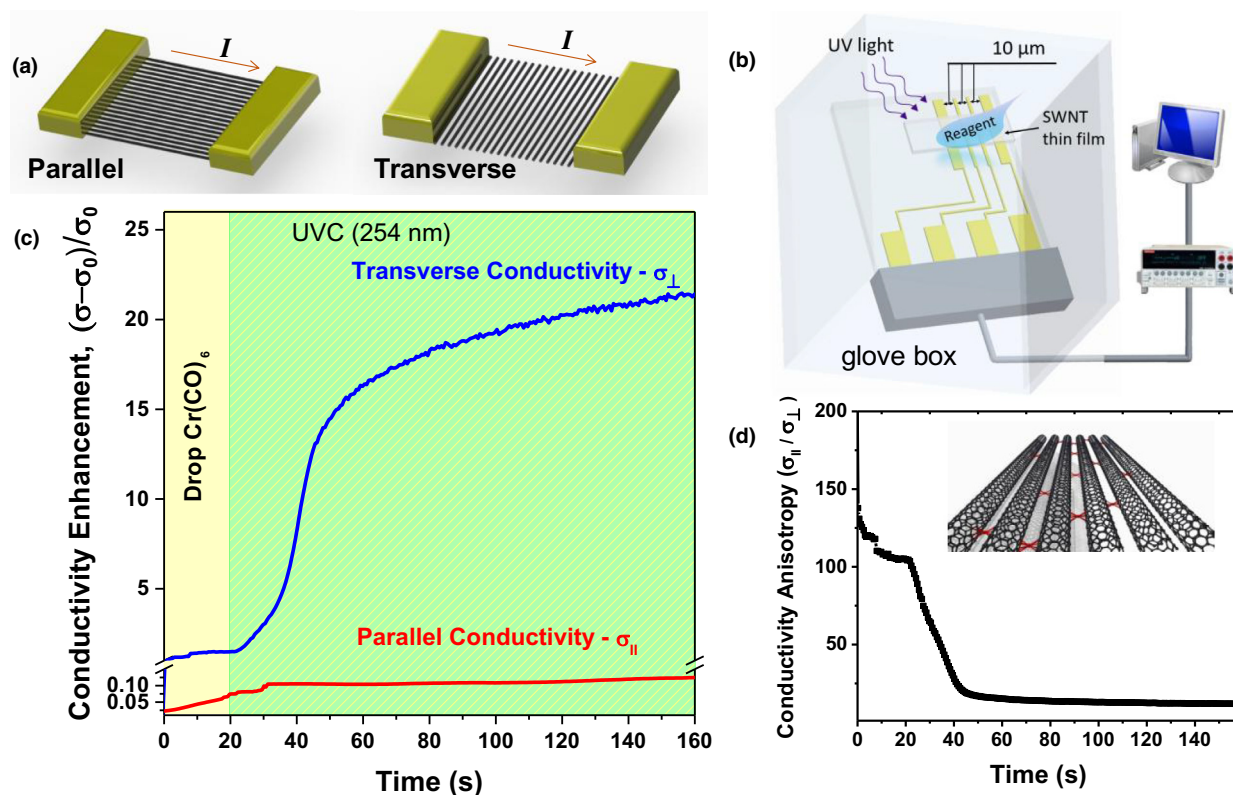 (a)
I
I
Parallel
Transverse
(b)
UV light
10 µm
Reagent
SWNT
thin film
glove box
(c)
Conductivity Enhancement, (σ−σ₀)/σ₀
25
20
15
10
5
0.10
0.05
Drop Cr(CO)₆
UVC (254 nm)
Transverse Conductivity - σ⊥
Parallel Conductivity - σ||
0 20 40 60 80 100 120 140 160
Time (s)
(d)
Conductivity Anisotropy (σ|| / σ⊥)
200
150
100
50
0 20 40 60 80 100 120 140
Time (s)